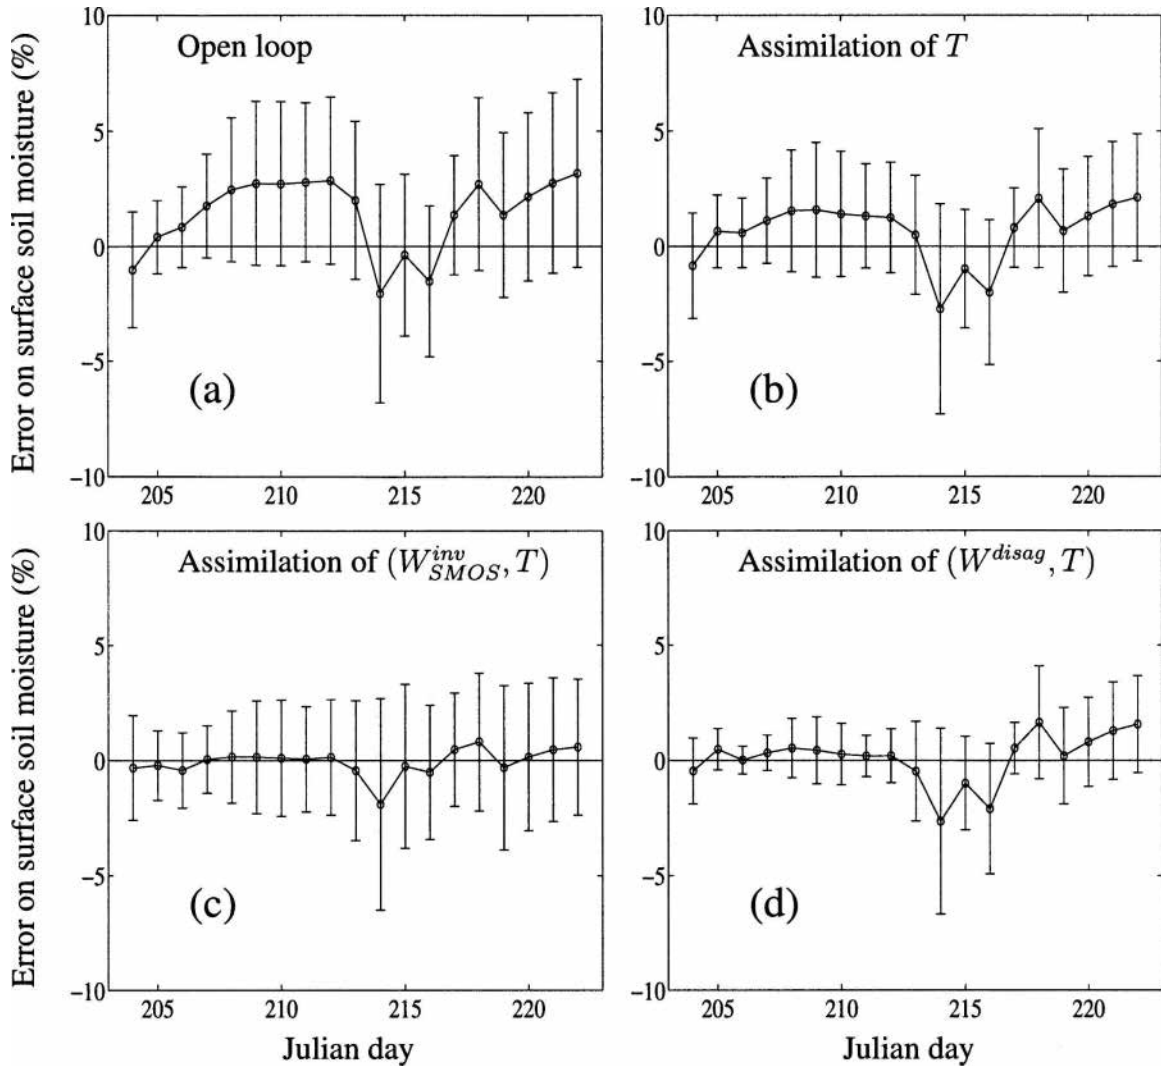 Error on surface soil moisture (%)
10
5
0
−5
−10
Open loop
(a)
205 210 215 220
10
5
0
−5
−10
Assimilation of T
(b)
205 210 215 220
Error on surface soil moisture (%)
10
5
0
−5
−10
Assimilation of (W_{SMOS}^{inv}, T)
(c)
205 210 215 220
Julian day
10
5
0
−5
−10
Assimilation of (W^{disag}, T)
(d)
205 210 215 220
Julian day